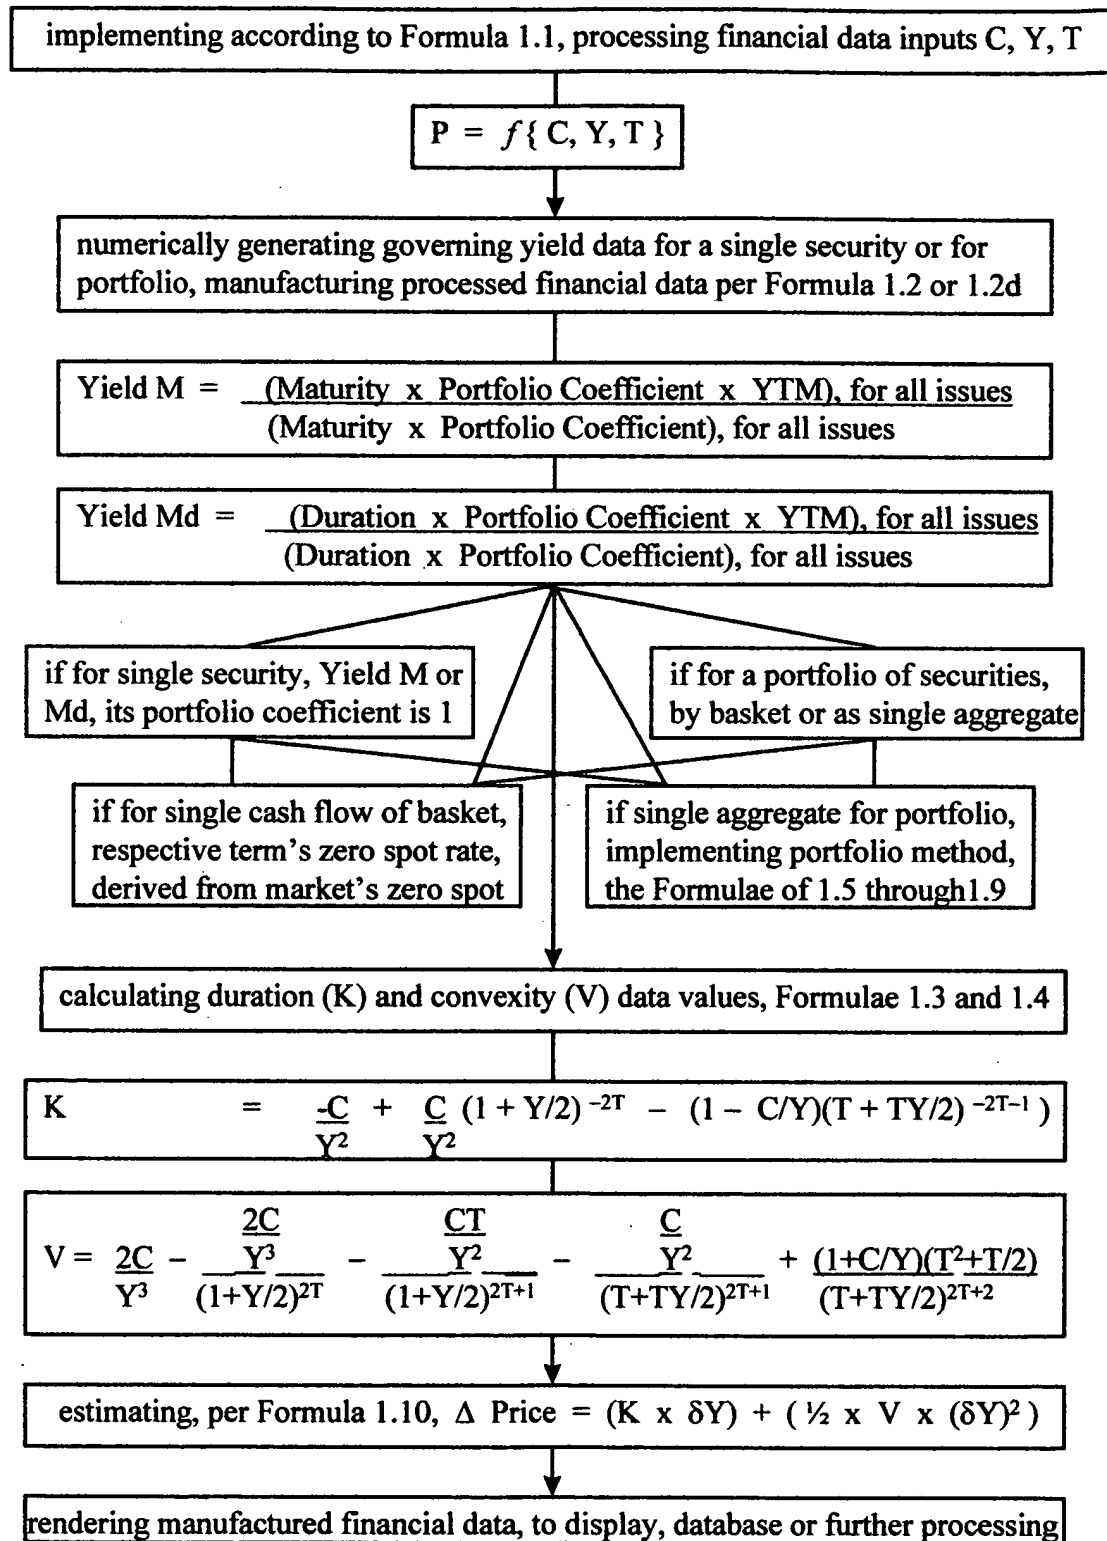 implementing according to Formula 1.1, processing financial data inputs C, Y, T
P = f{ C, Y, T }
numerically generating governing yield data for a single security or for
portfolio, manufacturing processed financial data per Formula 1.2 or 1.2d
Yield M = (Maturity x Portfolio Coefficient x YTM), for all issues
(Maturity x Portfolio Coefficient), for all issues
Yield Md = (Duration x Portfolio Coefficient x YTM), for all issues
(Duration x Portfolio Coefficient), for all issues
if for single security, Yield M or
Md, its portfolio coefficient is 1
if for a portfolio of securities,
by basket or as single aggregate
if for single cash flow of basket,
respective term's zero spot rate,
derived from market's zero spot
if single aggregate for portfolio,
implementing portfolio method,
the Formulae of 1.5 through1.9
calculating duration (K) and convexity (V) data values, Formulae 1.3 and 1.4
K = -C + C (1 + Y/2) ⁻²ᵀ − (1 − C/Y)(T + TY/2) ⁻²ᵀ⁻¹ )
Y² Y²
2C CT C
V = 2C − Y³ − Y² − Y² + (1+C/Y)(T²+T/2)
Y³ (1+Y/2)²ᵀ (1+Y/2)²ᵀ⁺¹ (T+TY/2)²ᵀ⁺¹ (T+TY/2)²ᵀ⁺²
estimating, per Formula 1.10, Δ Price = (K x δY) + ( ½ x V x (δY)² )
rendering manufactured financial data, to display, database or further processing